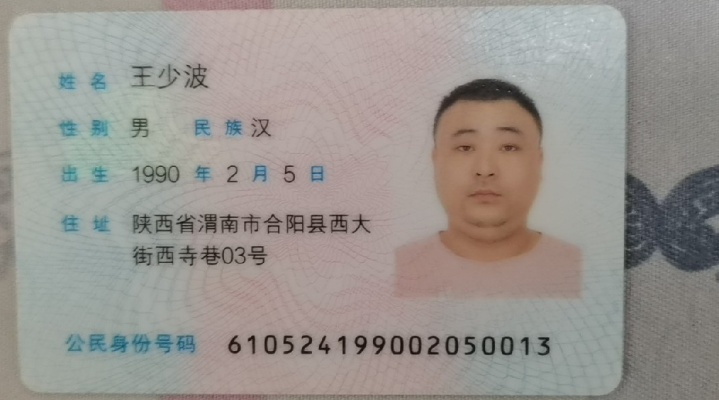 姓名 王少波
性别 男 民族 汉
出生 1990 年 2 月 5 日
住址 陕西省渭南市合阳县西大
街西寺巷03号
公民身份号码 610524199002050013